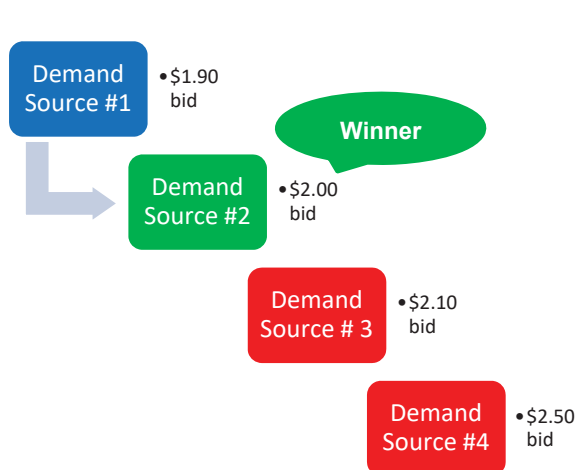 Demand
Source #1
•$1.90
bid
Winner
Demand
Source #2
•$2.00
bid
Demand
Source # 3
•$2.10
bid
Demand
Source #4
•$2.50
bid